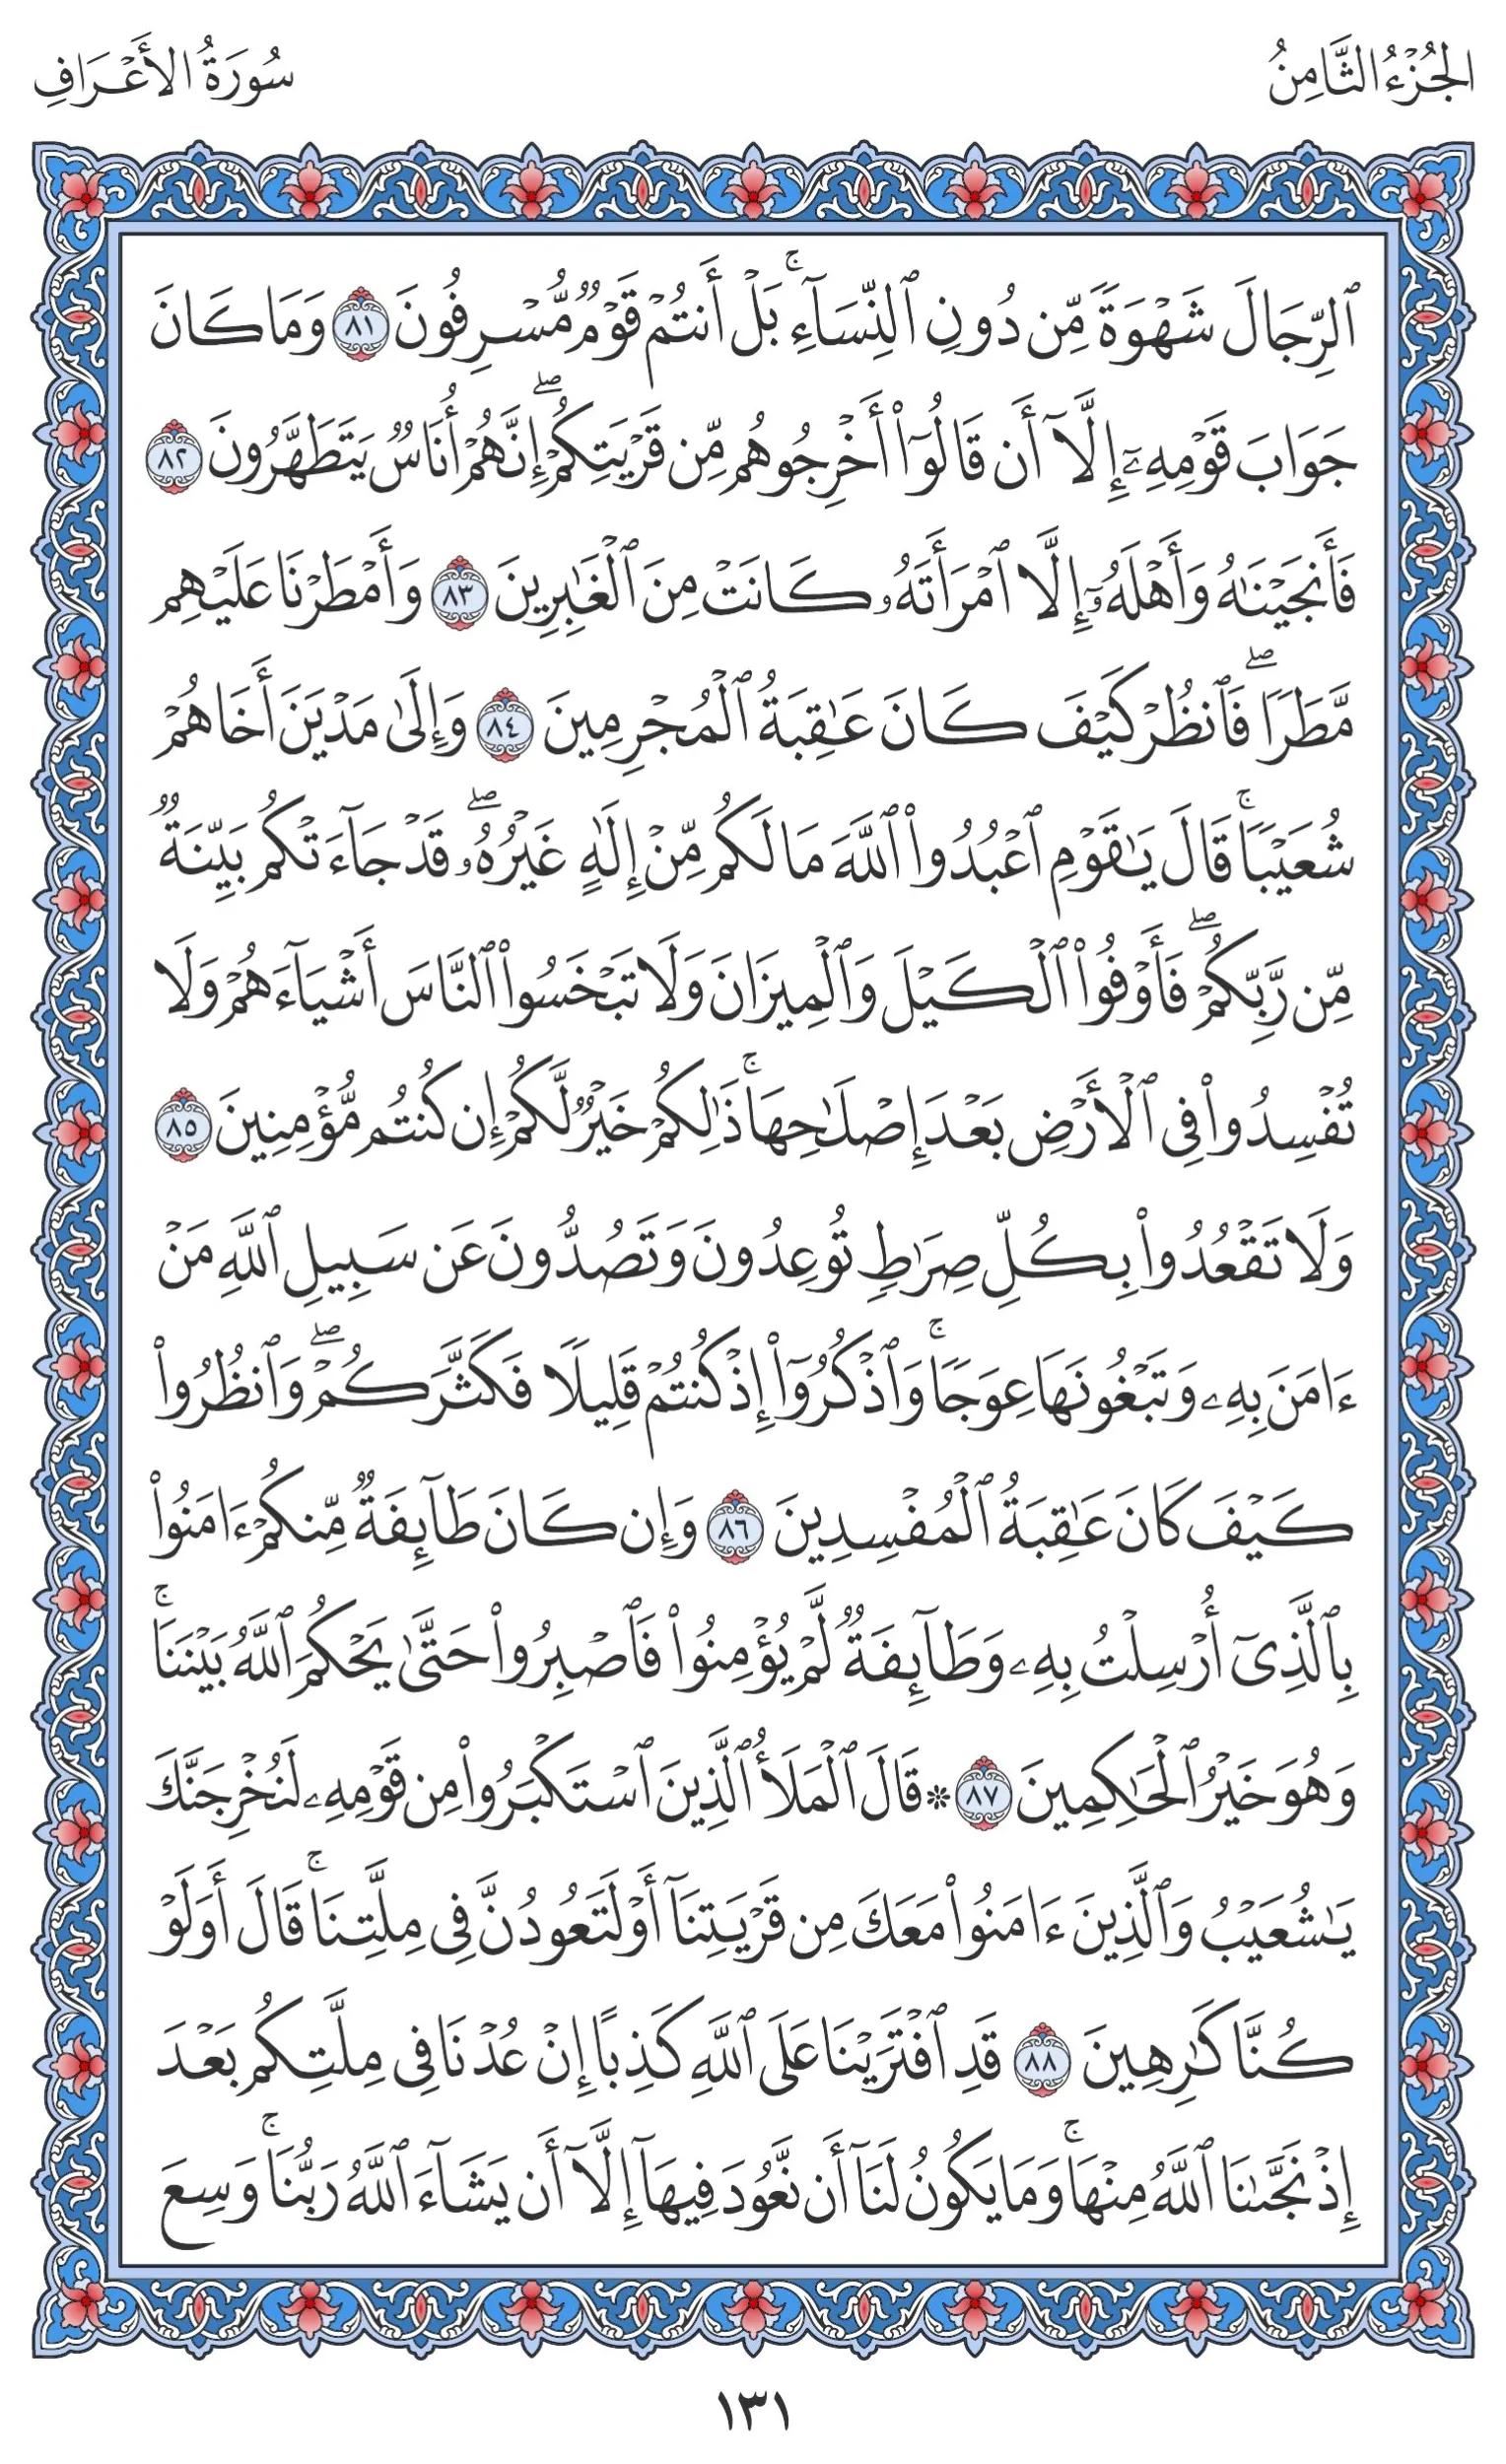 الجُزْءُ الثَّامِنُ
سُورَةُ الأَعْرَافِ
ٱلرِّجَالَ شَهْوَةً مِّن دُونِ ٱلنِّسَآءِۚ بَلْ أَنتُمْ قَوْمٌ مُّسْرِفُونَ ٨١ وَمَا كَانَ
جَوَابَ قَوْمِهِۦٓ إِلَّآ أَن قَالُوٓا۟ أَخْرِجُوهُم مِّن قَرْيَتِكُمْۖ إِنَّهُمْ أُنَاسٌ يَتَطَهَّرُونَ ٨٢
فَأَنجَيْنَٰهُ وَأَهْلَهُۥٓ إِلَّا ٱمْرَأَتَهُۥ كَانَتْ مِنَ ٱلْغَٰبِرِينَ ٨٣ وَأَمْطَرْنَا عَلَيْهِم
مَّطَرًاۖ فَٱنظُرْ كَيْفَ كَانَ عَٰقِبَةُ ٱلْمُجْرِمِينَ ٨٤ وَإِلَىٰ مَدْيَنَ أَخَاهُمْ
شُعَيْبًاۚ قَالَ يَٰقَوْمِ ٱعْبُدُوا۟ ٱللَّهَ مَا لَكُم مِّنْ إِلَٰهٍ غَيْرُهُۥۖ قَدْ جَآءَتْكُم بَيِّنَةٌ
مِّن رَّبِّكُمْۖ فَأَوْفُوا۟ ٱلْكَيْلَ وَٱلْمِيزَانَ وَلَا تَبْخَسُوا۟ ٱلنَّاسَ أَشْيَآءَهُمْ وَلَا
تُفْسِدُوا۟ فِى ٱلْأَرْضِ بَعْدَ إِصْلَٰحِهَاۚ ذَٰلِكُمْ خَيْرٌ لَّكُمْ إِن كُنتُم مُّؤْمِنِينَ ٨٥
وَلَا تَقْعُدُوا۟ بِكُلِّ صِرَٰطٍ تُوعِدُونَ وَتَصُدُّونَ عَن سَبِيلِ ٱللَّهِ مَنْ
ءَامَنَ بِهِۦ وَتَبْغُونَهَا عِوَجًاۚ وَٱذْكُرُوٓا۟ إِذْ كُنتُمْ قَلِيلًا فَكَثَّرَكُمْۖ وَٱنظُرُوا۟
كَيْفَ كَانَ عَٰقِبَةُ ٱلْمُفْسِدِينَ ٨٦ وَإِن كَانَ طَآئِفَةٌ مِّنكُمْ ءَامَنُوا۟
بِٱلَّذِىٓ أُرْسِلْتُ بِهِۦ وَطَآئِفَةٌ لَّمْ يُؤْمِنُوا۟ فَٱصْبِرُوا۟ حَتَّىٰ يَحْكُمَ ٱللَّهُ بَيْنَنَاۚ
وَهُوَ خَيْرُ ٱلْحَٰكِمِينَ ٨٧ ۞ قَالَ ٱلْمَلَأُ ٱلَّذِينَ ٱسْتَكْبَرُوا۟ مِن قَوْمِهِۦ لَنُخْرِجَنَّكَ
يَٰشُعَيْبُ وَٱلَّذِينَ ءَامَنُوا۟ مَعَكَ مِن قَرْيَتِنَآ أَوْ لَتَعُودُنَّ فِى مِلَّتِنَاۚ قَالَ أَوَلَوْ
كُنَّا كَٰرِهِينَ ٨٨ قَدِ ٱفْتَرَيْنَا عَلَى ٱللَّهِ كَذِبًا إِنْ عُدْنَا فِى مِلَّتِكُم بَعْدَ
إِذْ نَجَّىٰنَا ٱللَّهُ مِنْهَاۚ وَمَا يَكُونُ لَنَآ أَن نَّعُودَ فِيهَآ إِلَّآ أَن يَشَآءَ ٱللَّهُ رَبُّنَاۚ وَسِعَ
١٣١